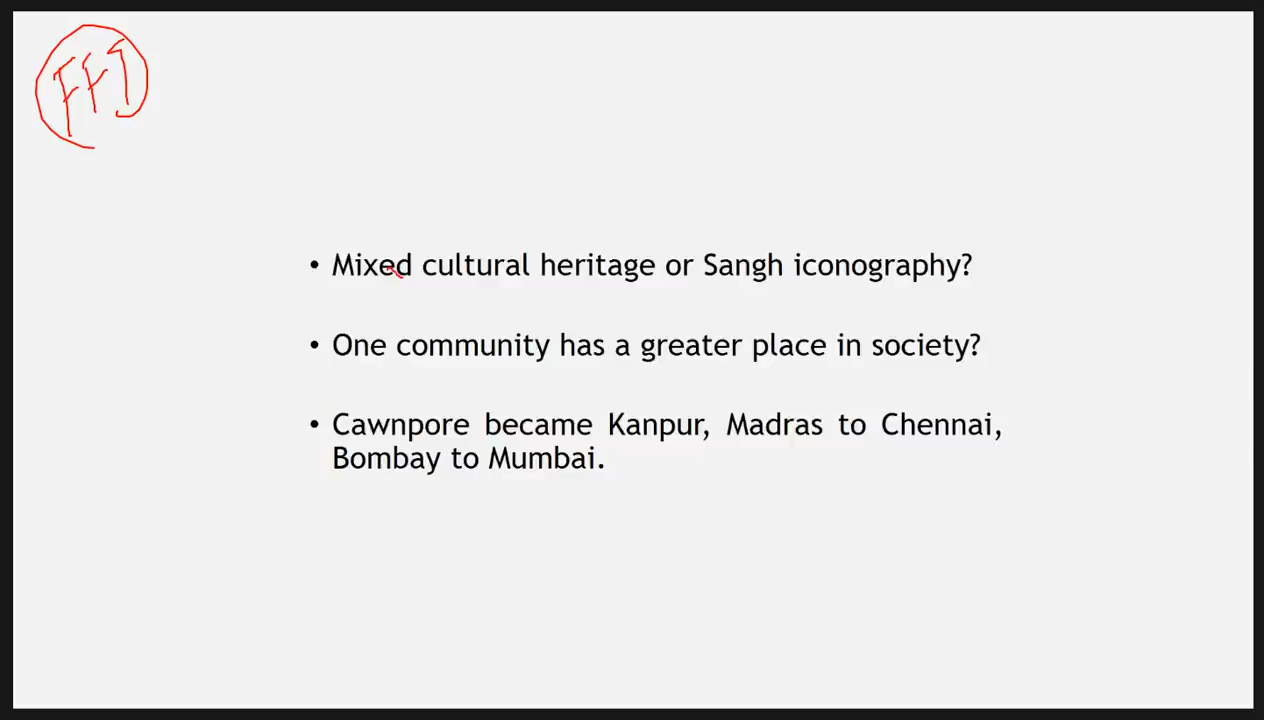 FFJ
• Mixed cultural heritage or Sangh iconography?
• One community has a greater place in society?
• Cawnpore became Kanpur, Madras to Chennai,
Bombay to Mumbai.